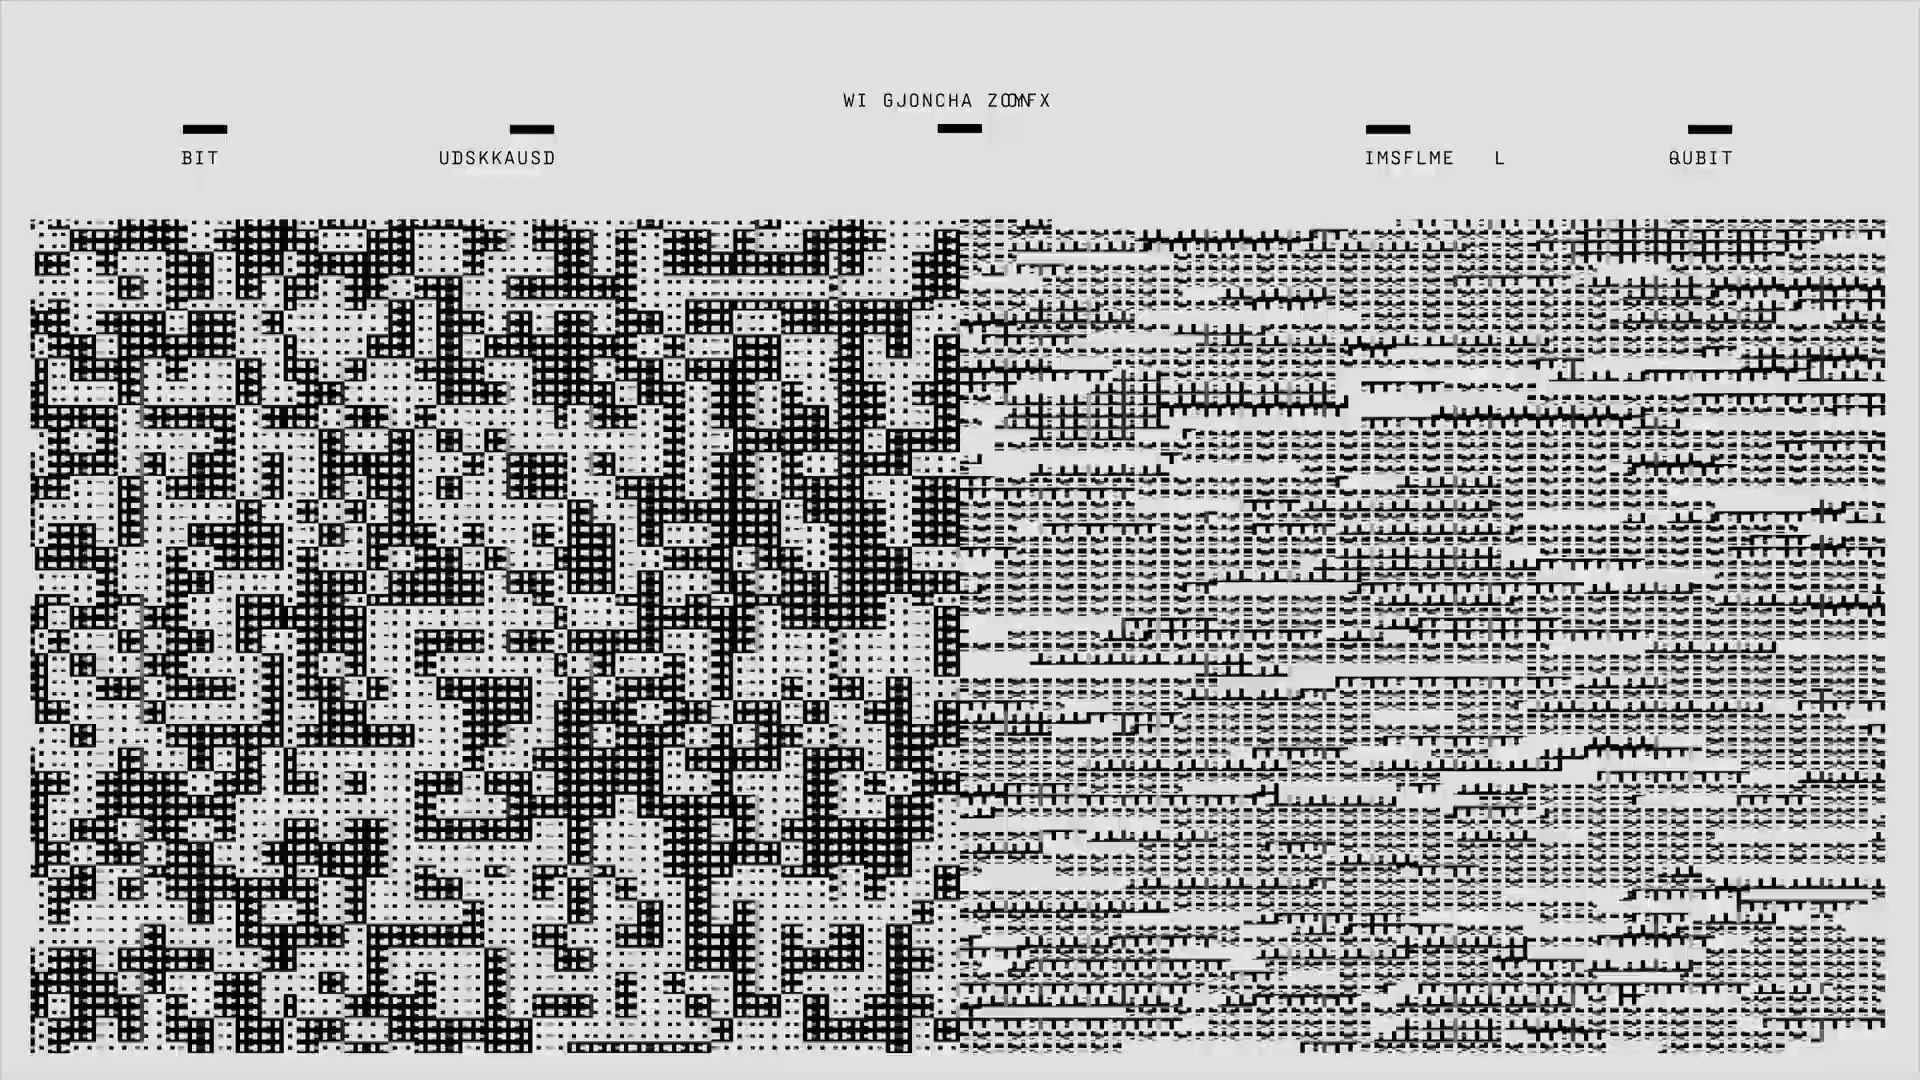 WI GJONCHA
BIT
UDSKKAUSD
IMSFLME L
QUBIT